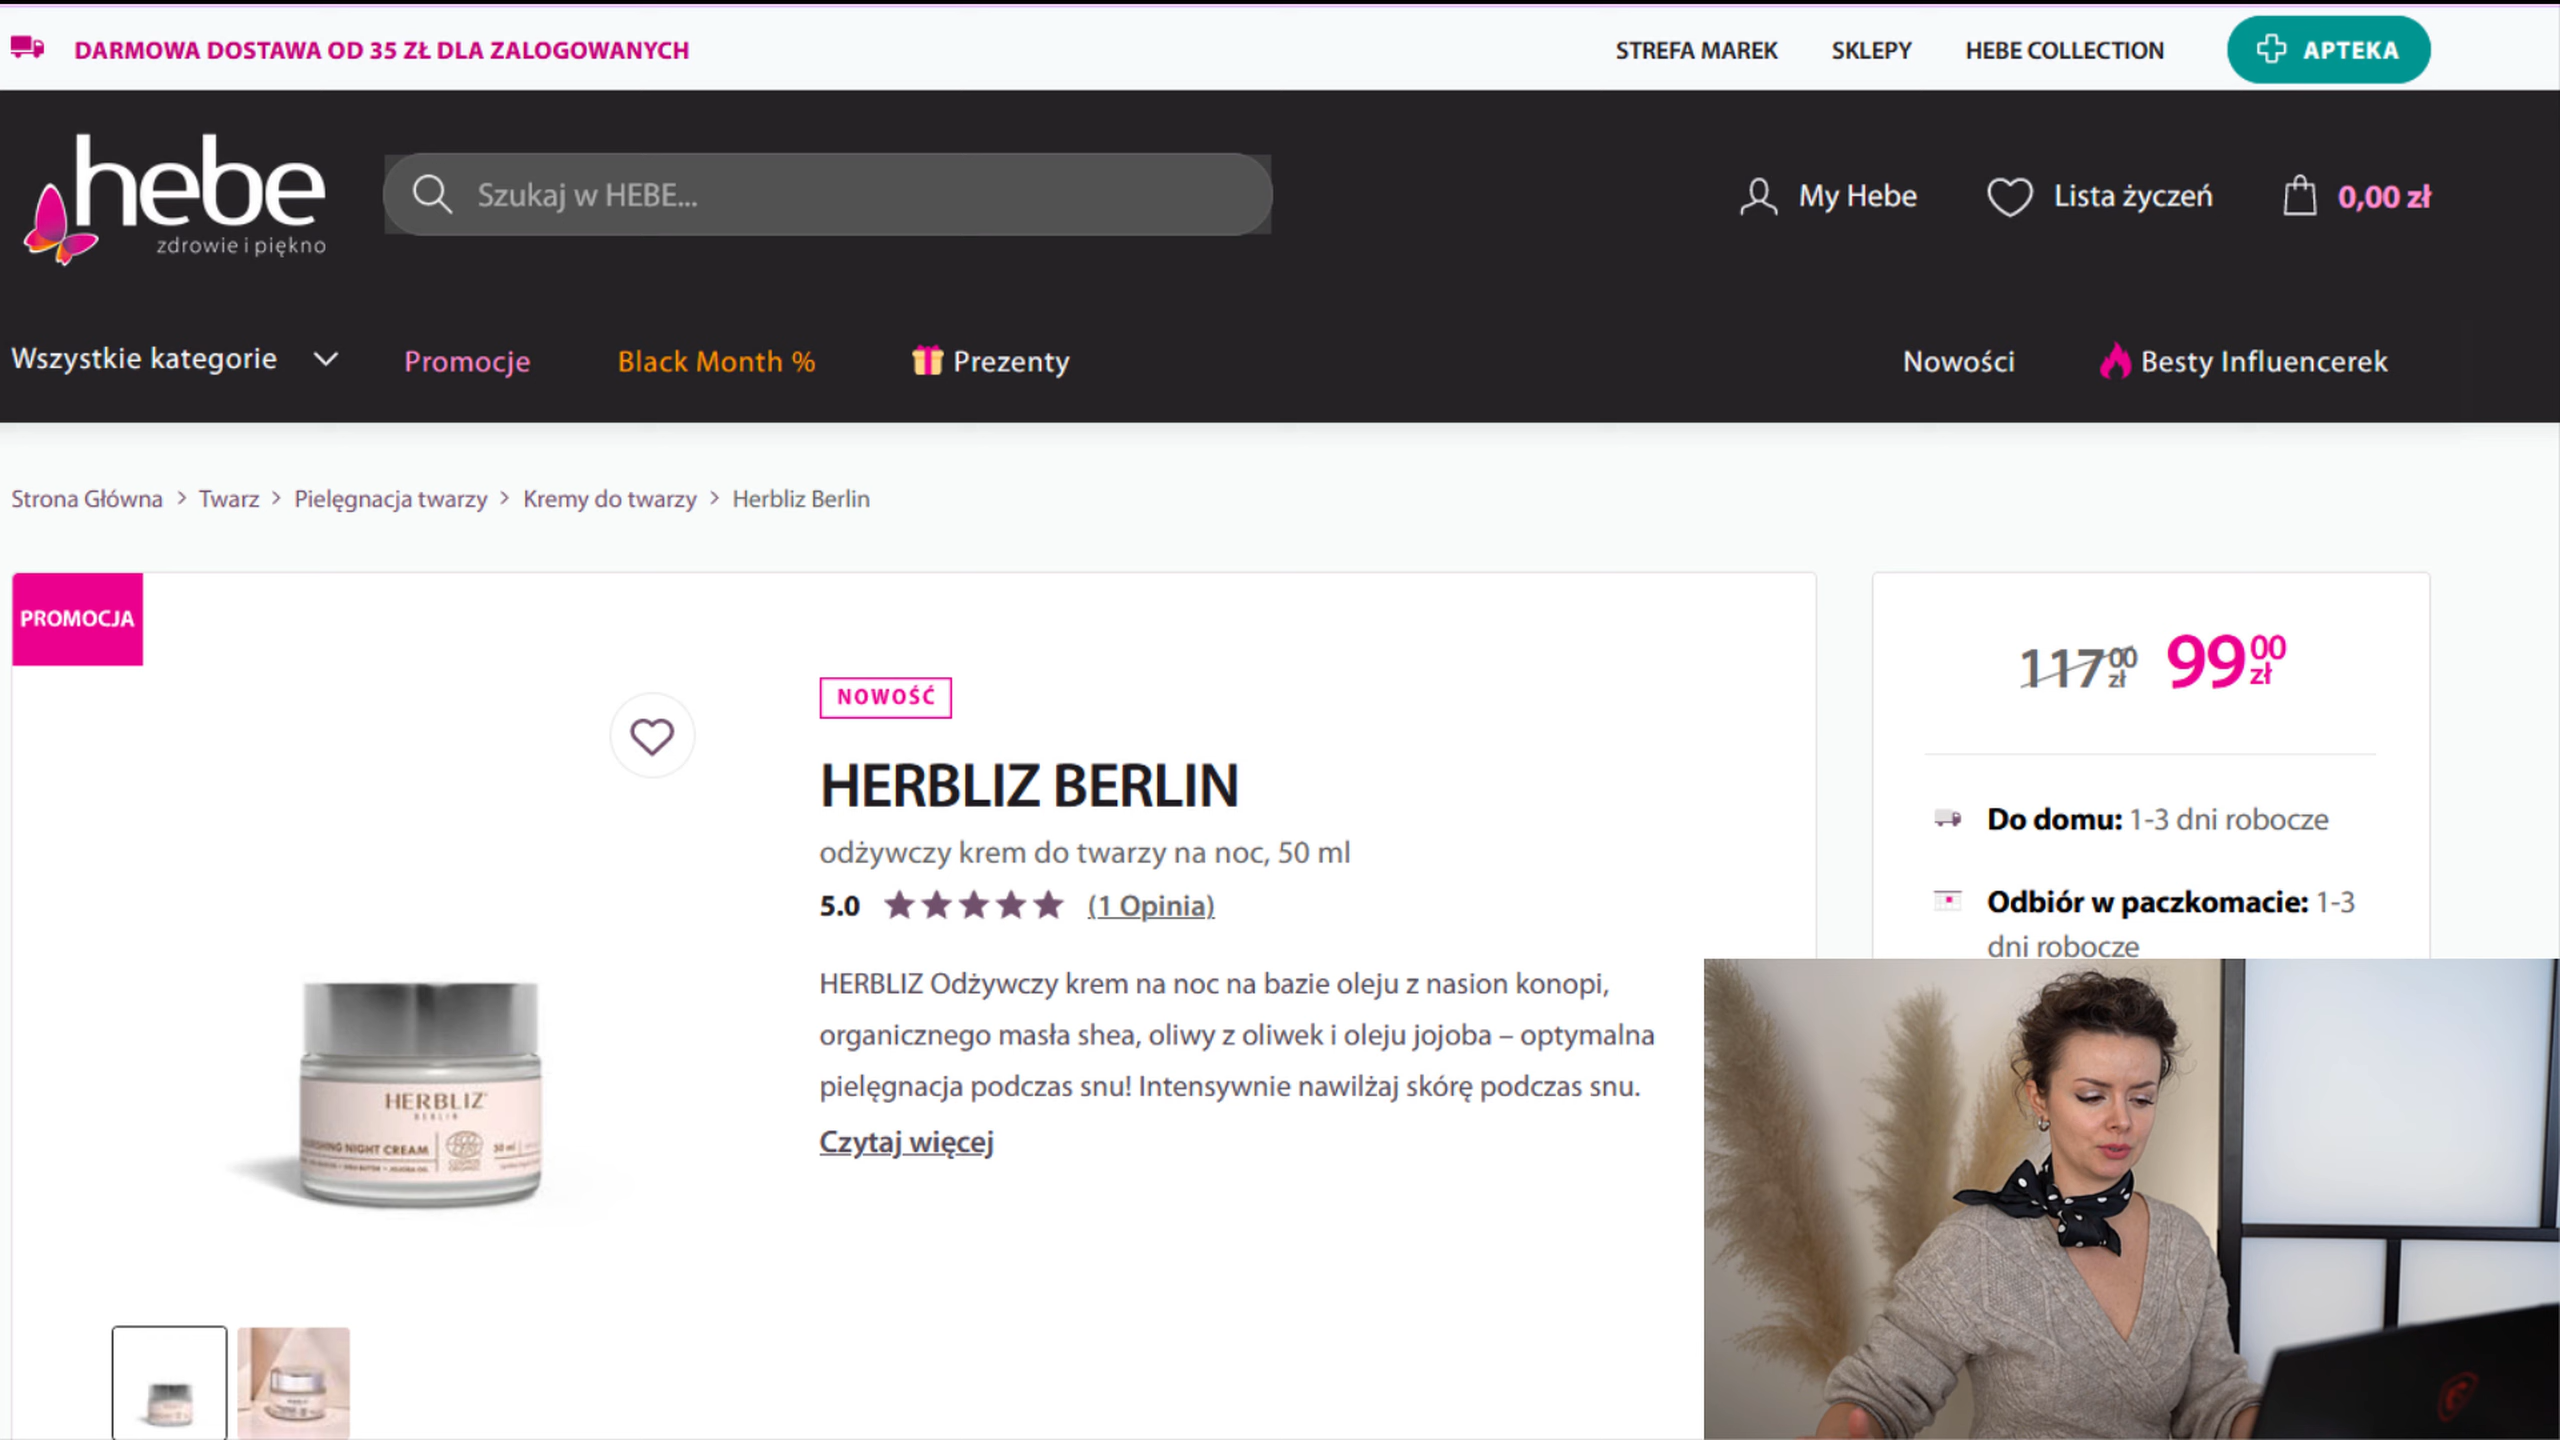 DARMOWA DOSTAWA OD 35 ZŁ DLA ZALOGOWANYCH
STREFA MAREK
SKLEPY
HEBE COLLECTION
APTEKA
hebe
zdrowie i piękno
Szukaj w HEBE...
My Hebe
Lista życzeń
0,00 zł
Wszystkie kategorie
Promocje
Black Month %
Prezenty
Nowości
Besty Influencerek
Strona Główna > Twarz > Pielęgnacja twarzy > Kremy do twarzy > Herbliz Berlin
PROMOCJA
NOWOŚĆ
HERBLIZ BERLIN
odżywczy krem do twarzy na noc, 50 ml
5.0
(1 Opinia)
HERBLIZ Odżywczy krem na noc na bazie oleju z nasion konopi,
organicznego masła shea, oliwy z oliwek i oleju jojoba – optymalna
pielęgnacja podczas snu! Intensywnie nawilżaj skórę podczas snu.
Czytaj więcej
117 00 zł
99 00 zł
Do domu: 1-3 dni robocze
Odbiór w paczkomacie: 1-3
dni robocze
HERBLIZ
BERLIN
NIGHT CREAM
50 ml